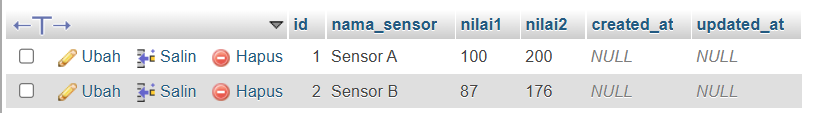 id nama_sensor nilai1 nilai2 created_at updated_at
Ubah Salin Hapus 1 Sensor A 100 200 NULL NULL
Ubah Salin Hapus 2 Sensor B 87 176 NULL NULL